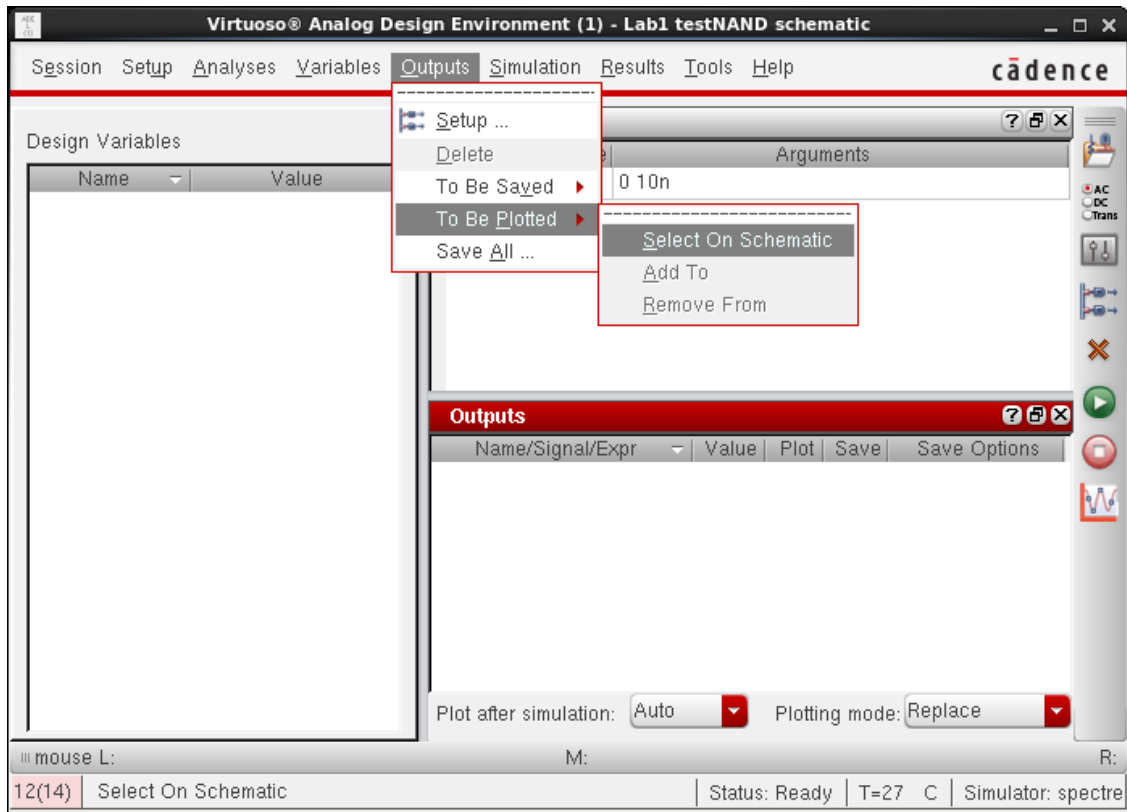 Virtuoso® Analog Design Environment (1) - Lab1 testNAND schematic
Session Setup Analyses Variables Outputs Simulation Results Tools Help
cādence
Setup ...
Delete
To Be Saved
To Be Plotted
Save All ...
Select On Schematic
Add To
Remove From
Design Variables
Name Value
Arguments
0 10n
AC
DC
Trans
Outputs
Name/Signal/Expr Value Plot Save Save Options
Plot after simulation: Auto Plotting mode: Replace
mouse L: M: R:
12(14) Select On Schematic Status: Ready T=27 C Simulator: spectre